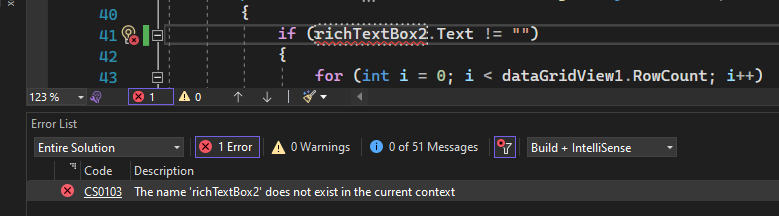 40 {
41 if (richTextBox2.Text != "")
42 {
43 for (int i = 0; i < dataGridView1.RowCount; i++)
123 % 1 0
Error List
Entire Solution 1 Error 0 Warnings 0 of 51 Messages Build + IntelliSense
Code Description
CS0103 The name 'richTextBox2' does not exist in the current context